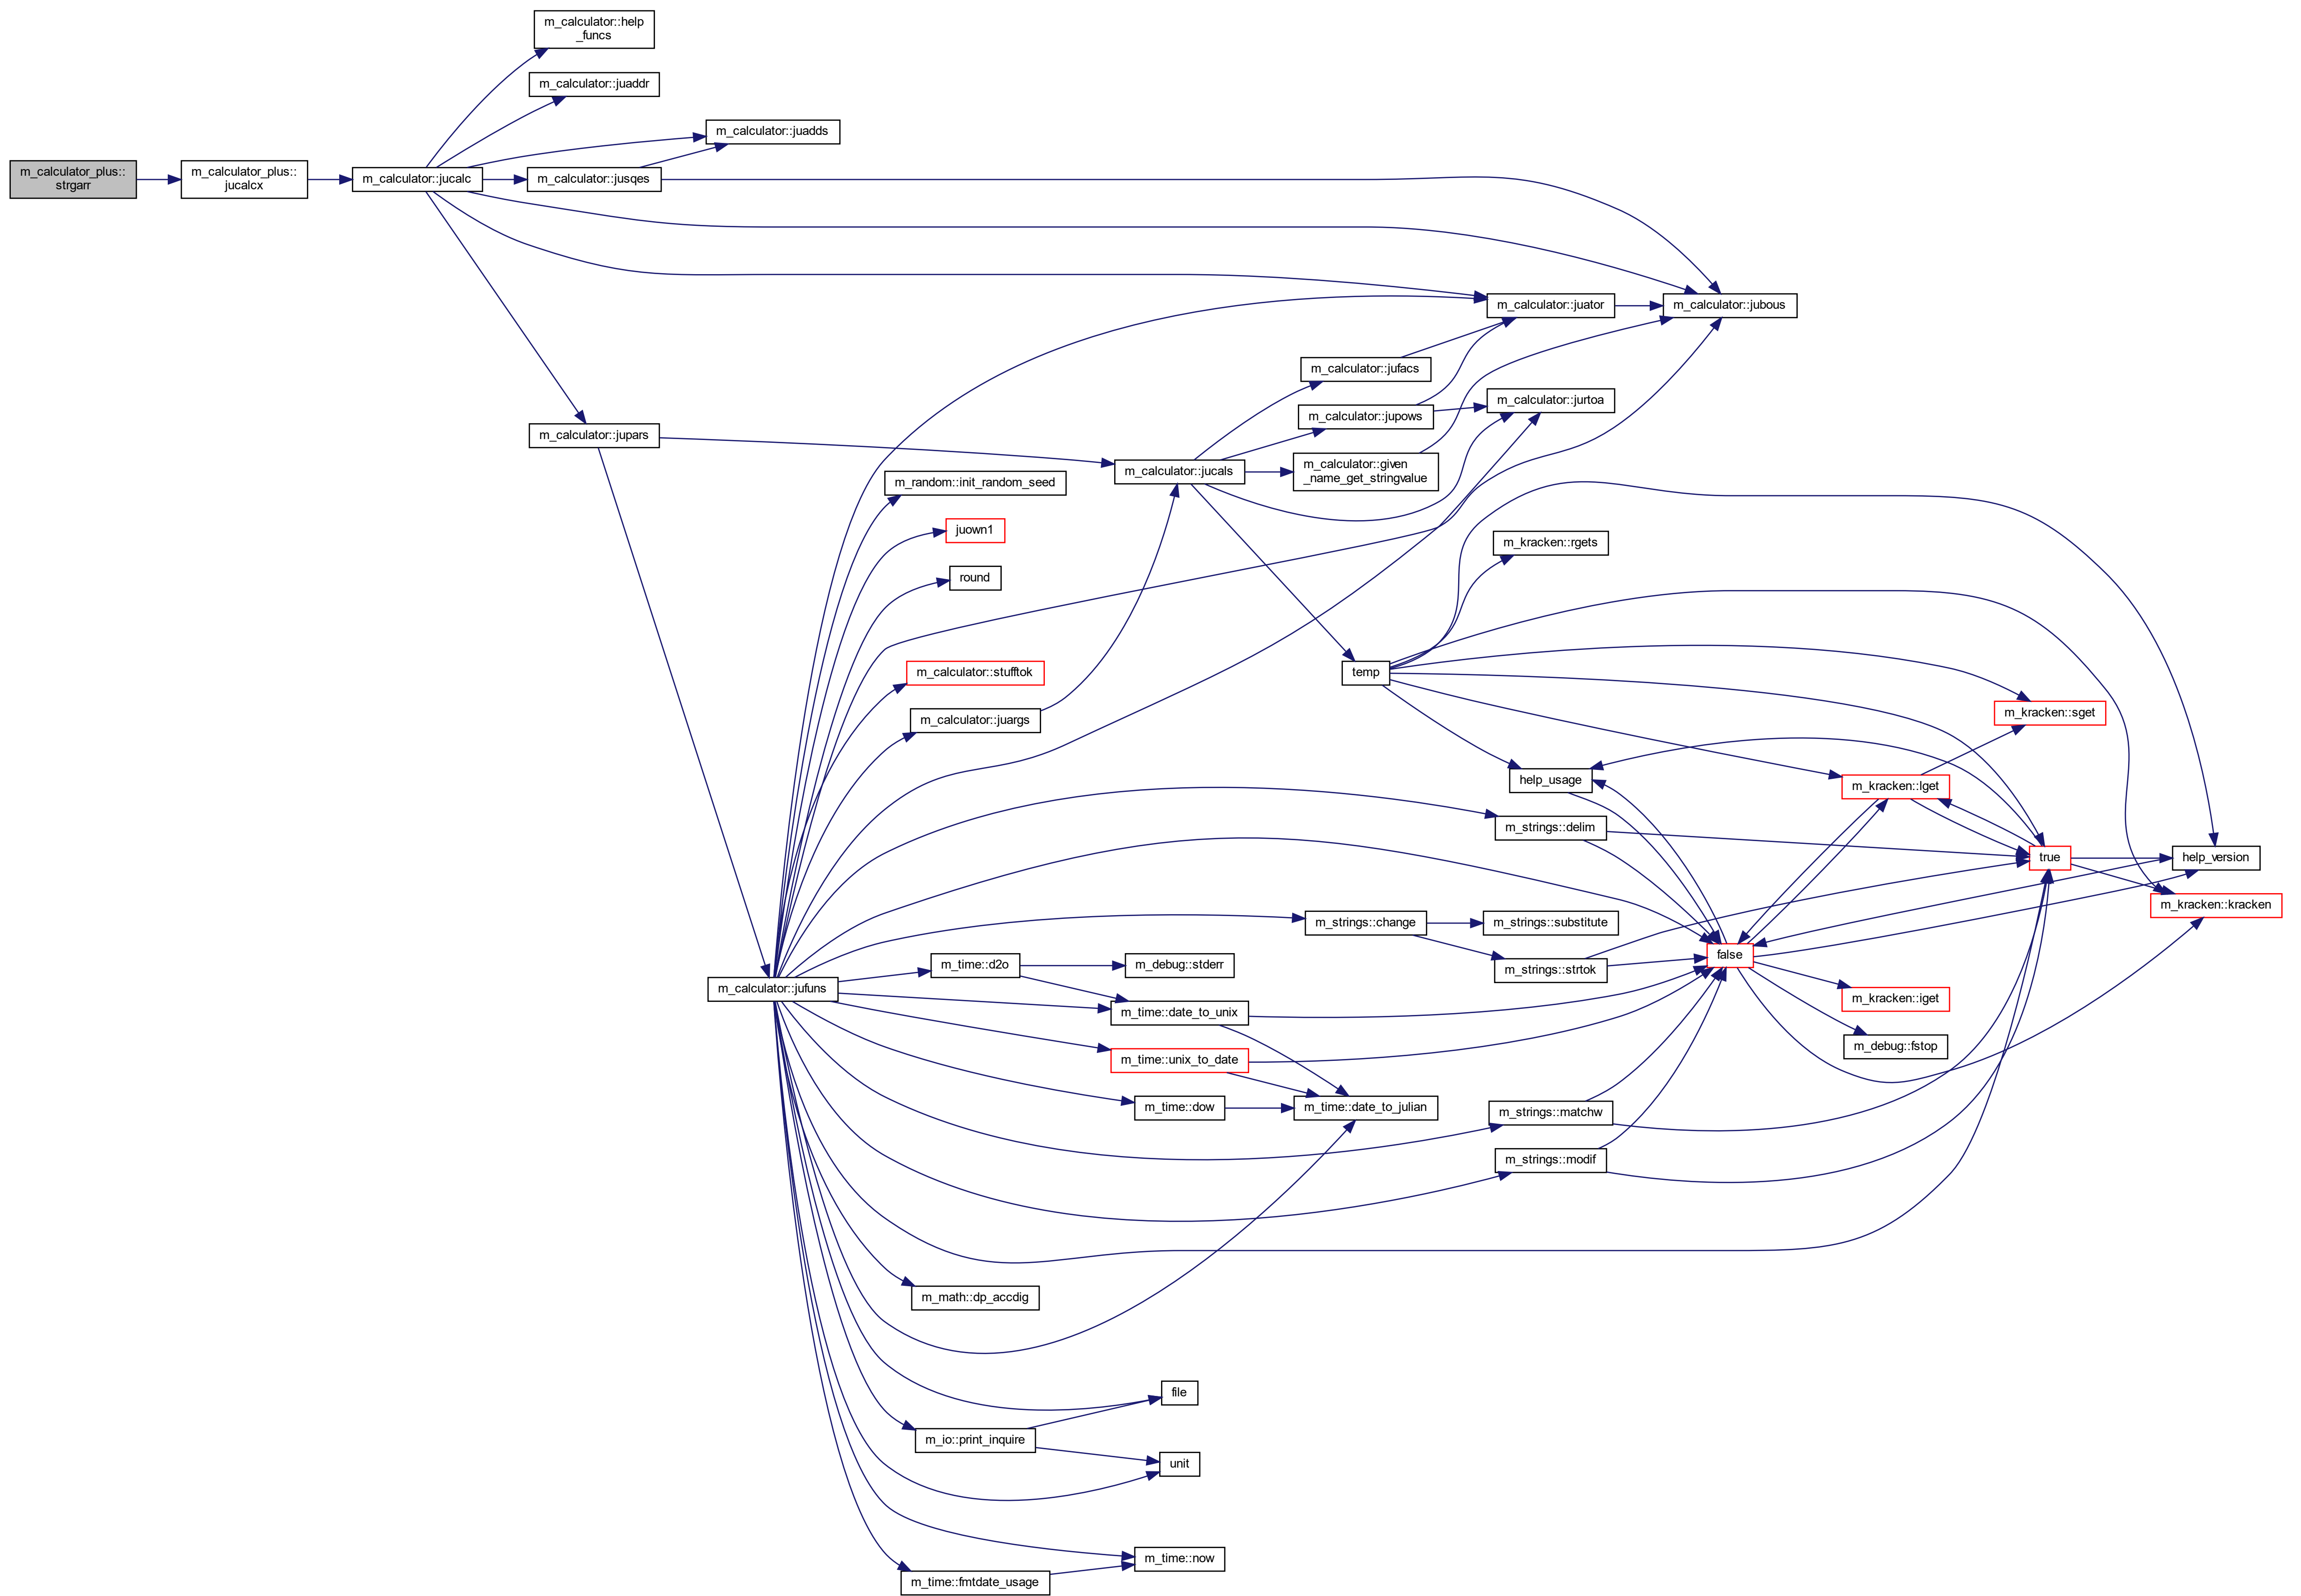 m_calculator::help
_funcs
m_calculator::juaddr
m_calculator::juadds
m_calculator_plus::
strgarr
m_calculator_plus::
jucalcx
m_calculator::jucalc
m_calculator::jusqes
m_calculator::juator
m_calculator::jubous
m_calculator::jufacs
m_calculator::jurtoa
m_calculator::jupows
m_calculator::jupars
m_calculator::jucals
m_calculator::given
_name_get_stringvalue
m_random::init_random_seed
juown1
m_kracken::rgets
round
m_calculator::stufftok
temp
m_kracken::sget
m_calculator::juargs
help_usage
m_kracken::lget
m_strings::delim
true
help_version
m_kracken::kracken
m_strings::change
m_strings::substitute
false
m_time::d2o
m_debug::stderr
m_strings::strtok
m_calculator::jufuns
m_kracken::iget
m_time::date_to_unix
m_debug::fstop
m_time::unix_to_date
m_time::dow
m_time::date_to_julian
m_strings::matchw
m_strings::modif
m_math::dp_accdig
file
m_io::print_inquire
unit
m_time::now
m_time::fmtdate_usage